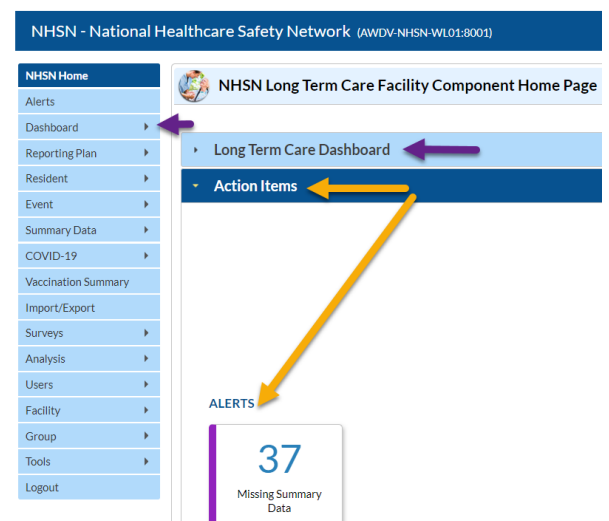 NHSN - National Healthcare Safety Network (AWDV-NHSN-WL01:8001)
NHSN Home
Alerts
Dashboard
Reporting Plan
Resident
Event
Summary Data
COVID-19
Vaccination Summary
Import/Export
Surveys
Analysis
Users
Facility
Group
Tools
Logout
NHSN Long Term Care Facility Component Home Page
Long Term Care Dashboard
Action Items
ALERTS
37
Missing Summary
Data